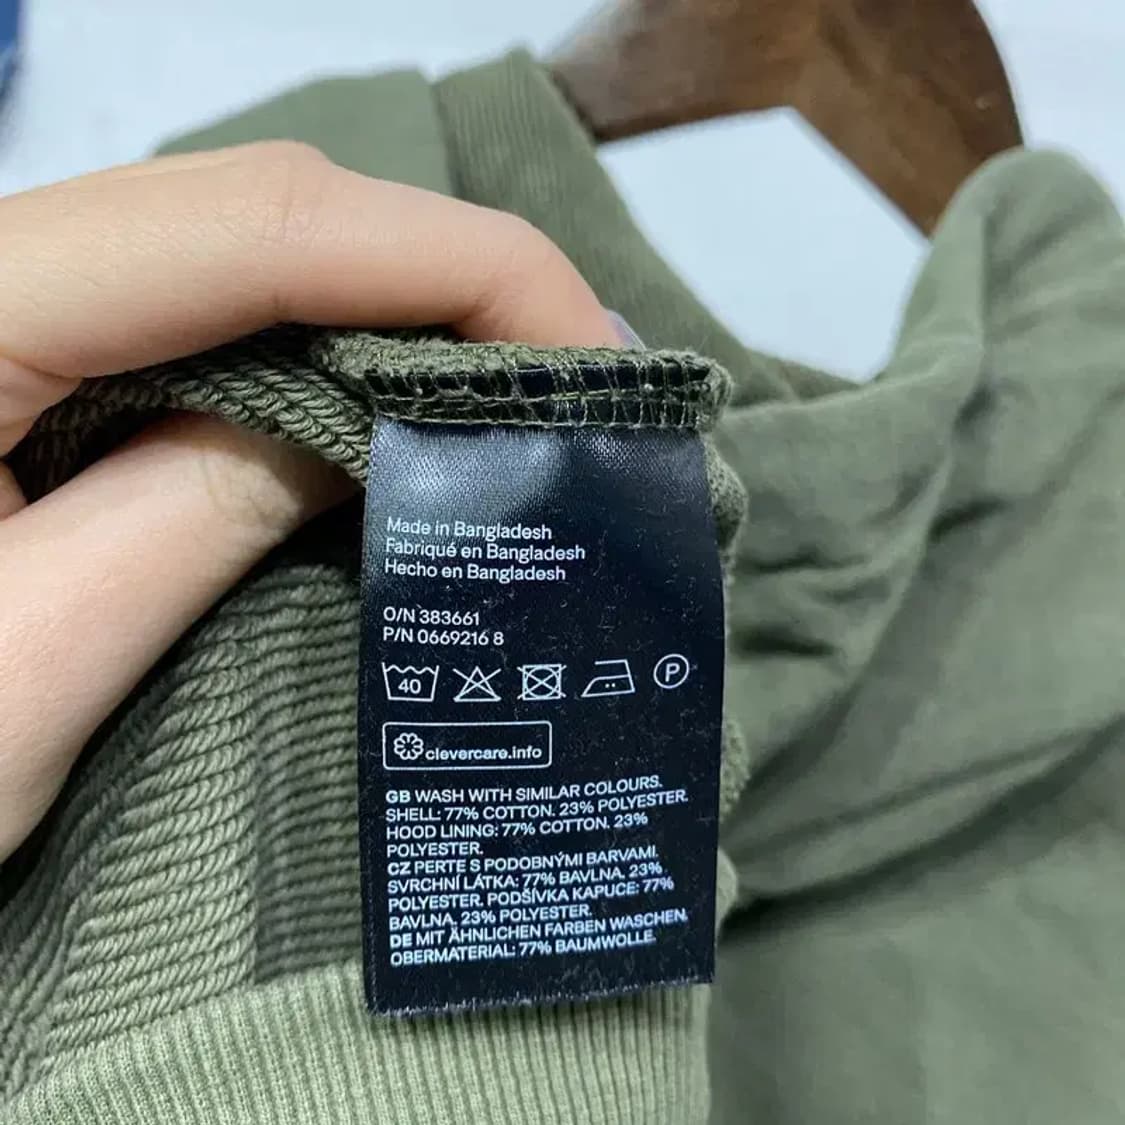 Made in Bangladesh
Fabriqué en Bangladesh
Hecho en Bangladesh
O/N 383661
P/N 0669216 8
40 P
clevercare.info
GB WASH WITH SIMILAR COLOURS.
SHELL: 77% COTTON. 23% POLYESTER.
HOOD LINING: 77% COTTON. 23%
POLYESTER.
CZ PERTE S PODOBNÝMI BARVAMI.
SVRCHNÍ LÁTKA: 77% BAVLNA. 23%
POLYESTER. PODŠÍVKA KAPUCE: 77%
BAVLNA. 23% POLYESTER.
DE MIT ÄHNLICHEN FARBEN WASCHEN.
OBERMATERIAL: 77% BAUMWOLLE.